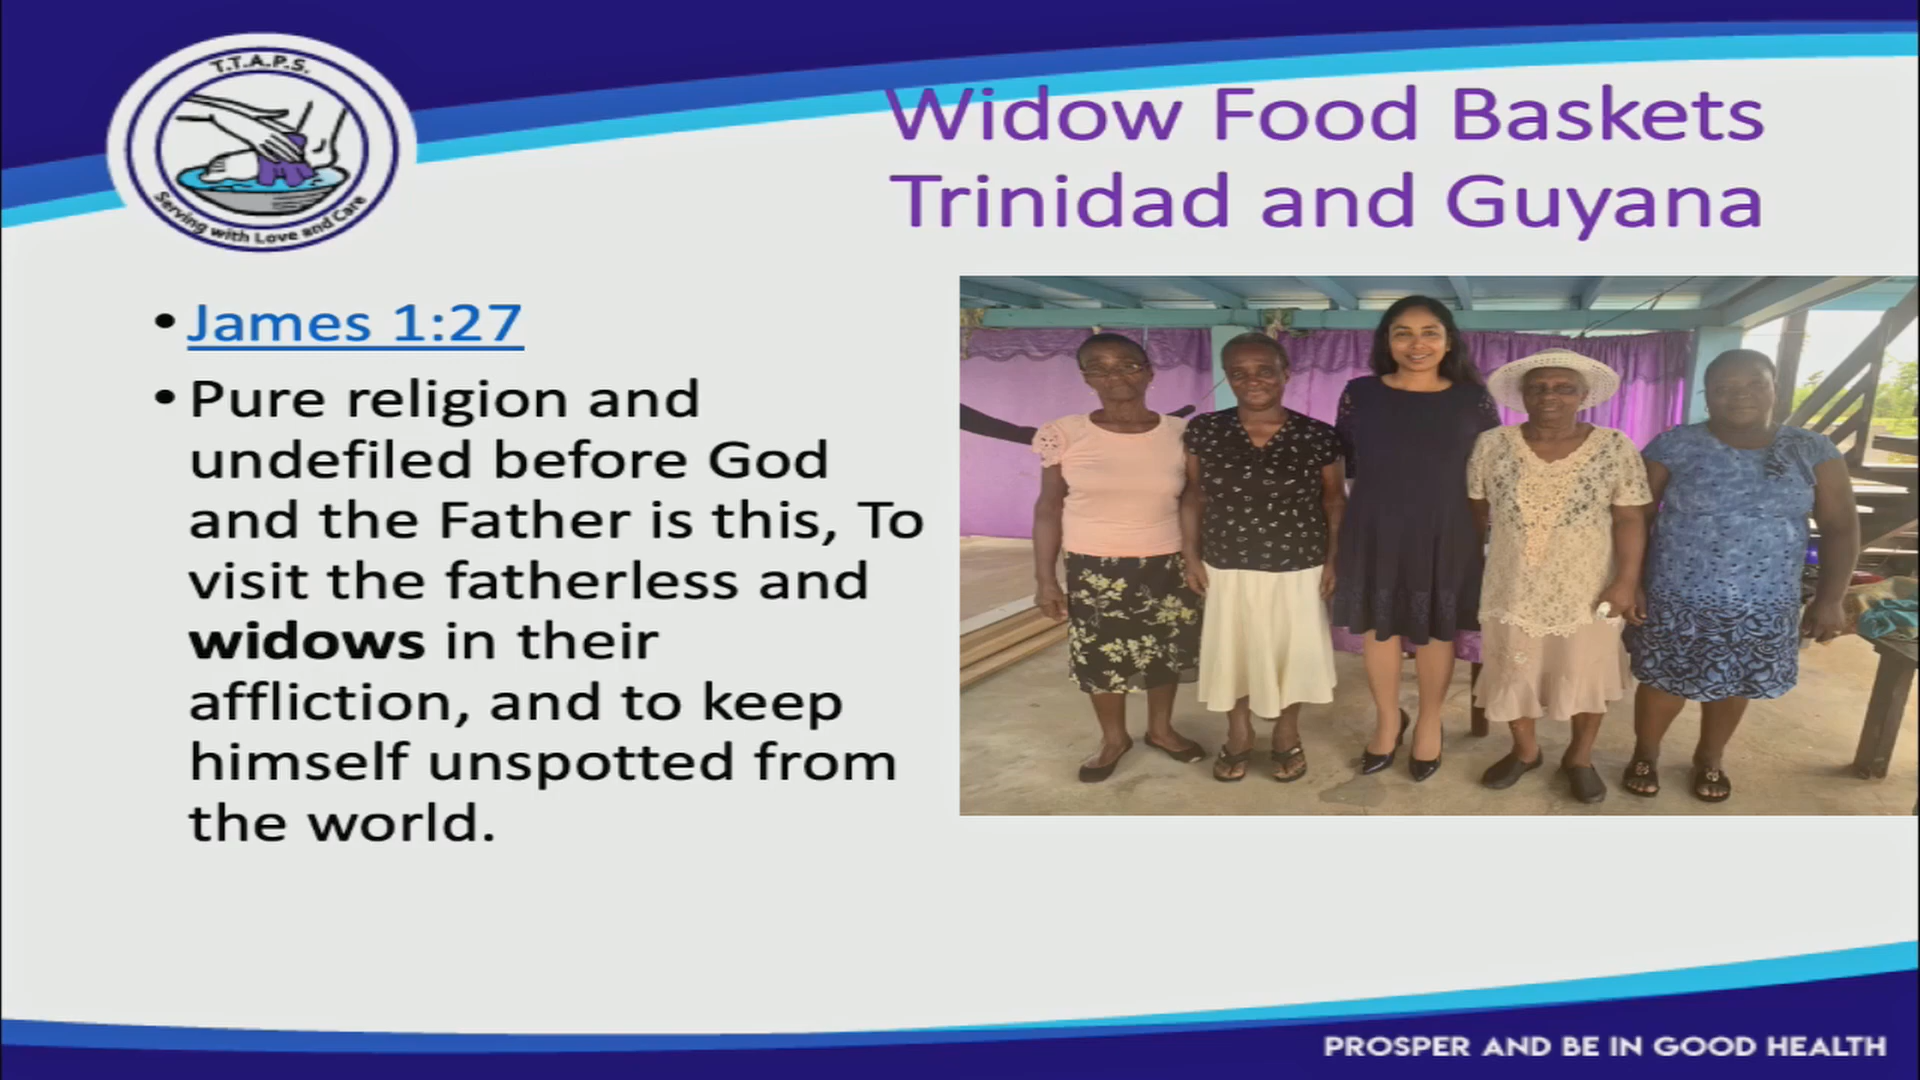 T.T.A.P.S.
Serving with Love and Care
Widow Food Baskets
Trinidad and Guyana
• James 1:27
• Pure religion and
undefiled before God
and the Father is this, To
visit the fatherless and
widows in their
affliction, and to keep
himself unspotted from
the world.
PROSPER AND BE IN GOOD HEALTH